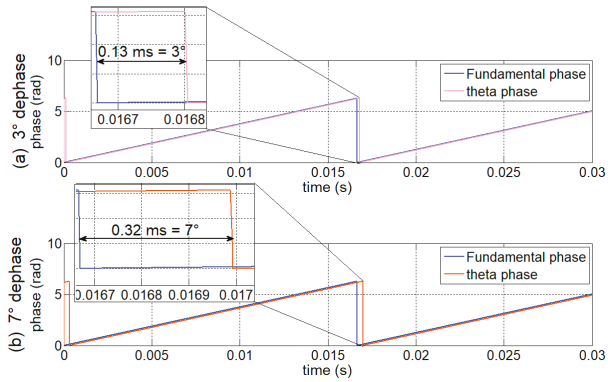 0.13 ms = 3°
0.0167 0.0168
(a) 3° dephase
phase (rad)
10
5
0
Fundamental phase
theta phase
0 0.005 0.01 0.015 0.02 0.025 0.03
time (s)
0.32 ms = 7°
0.0167 0.0168 0.0169 0.017
(b) 7° dephase
phase (rad)
10
5
0
Fundamental phase
theta phase
0 0.005 0.01 0.015 0.02 0.025 0.03
time (s)